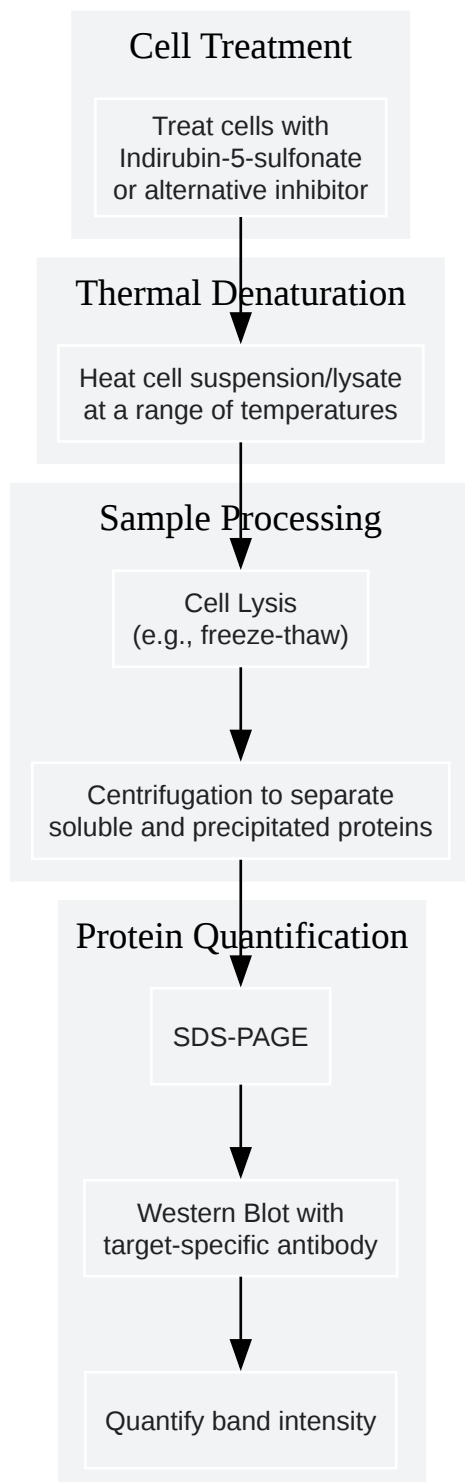 Cell Treatment
Treat cells with
Indirubin-5-sulfonate
or alternative inhibitor
Thermal Denaturation
Heat cell suspension/lysate
at a range of temperatures
Sample Processing
Cell Lysis
(e.g., freeze-thaw)
Centrifugation to separate
soluble and precipitated proteins
Protein Quantification
SDS-PAGE
Western Blot with
target-specific antibody
Quantify band intensity